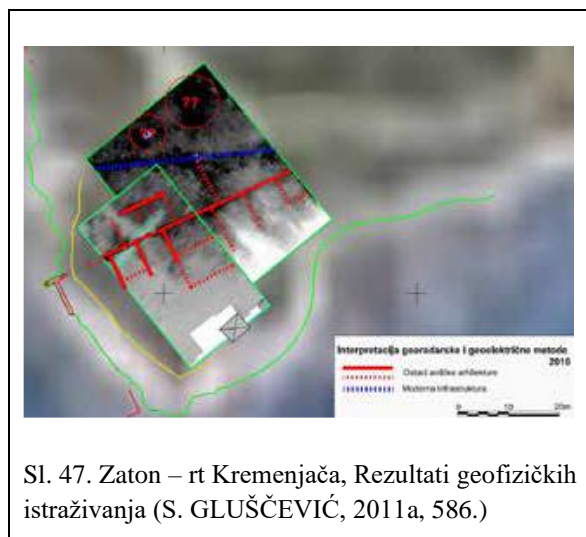 ??
Interpretacija georadarske i geoelektrične metode
2010
Ostaci antičke arhitekture
Moderna infrastruktura
0 10 20m
Sl. 47. Zaton – rt Kremenjača, Rezultati geofizičkih
istraživanja (S. GLUŠČEVIĆ, 2011a, 586.)